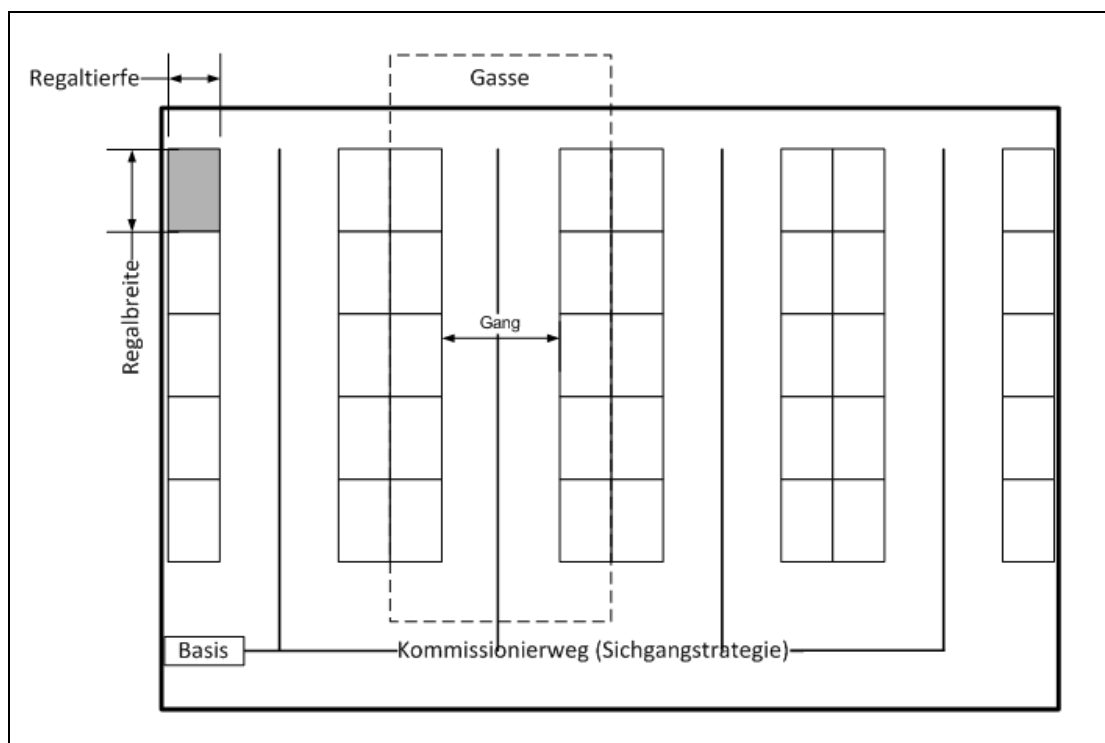 Regaltierfe
Gasse
Regalbreite
Gang
Basis
Kommissionierweg (Sichgangstrategie)